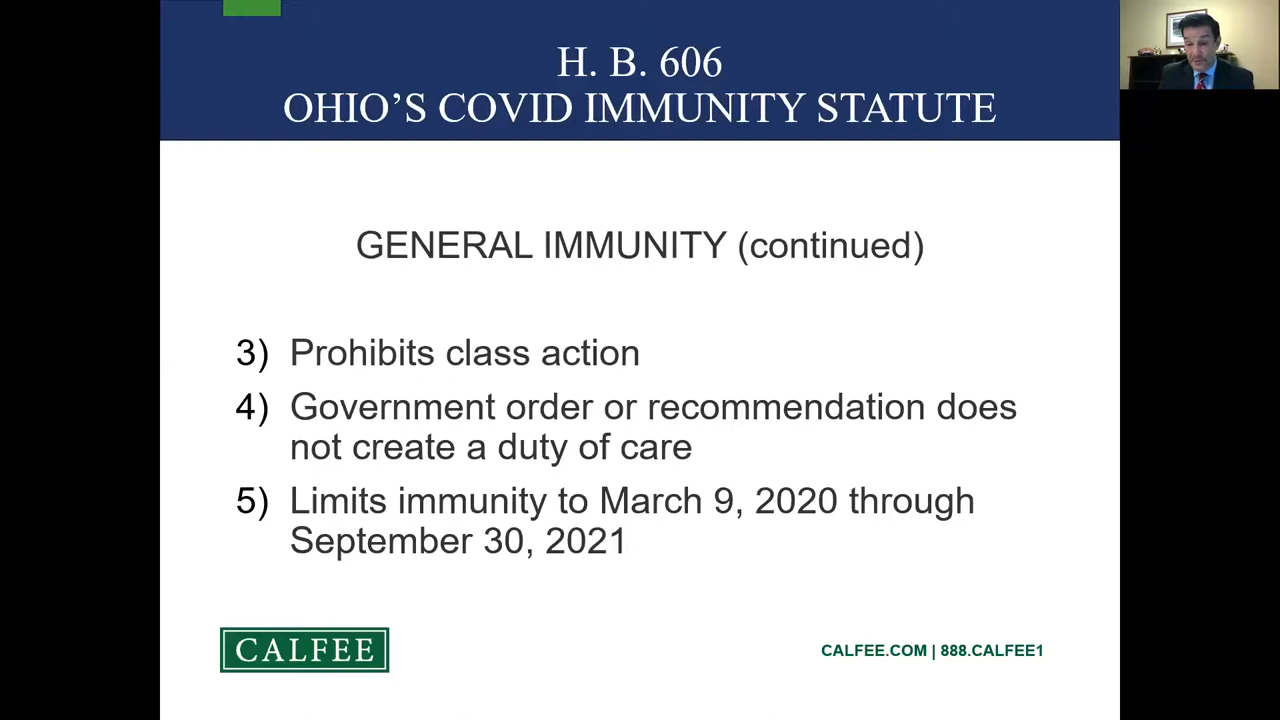 H. B. 606
OHIO'S COVID IMMUNITY STATUTE
GENERAL IMMUNITY (continued)
3) Prohibits class action
4) Government order or recommendation does
not create a duty of care
5) Limits immunity to March 9, 2020 through
September 30, 2021
CALFEE
CALFEE.COM | 888.CALFEE1